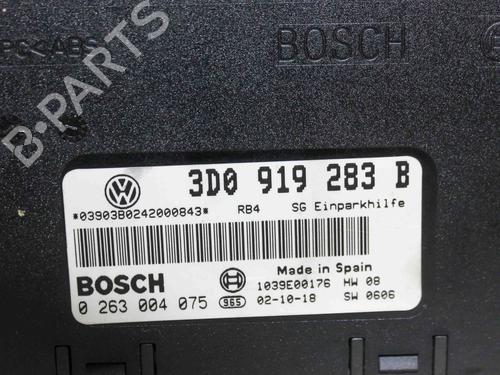 >PC<ABS
BOSCH
B-PARTS
3D0 919 283 B
*03903B0242000843* RB4 SG Einparkhilfe
BOSCH
Made in Spain
1039E00176 HW 08
0 263 004 075 965 02-10-18 SW 0606